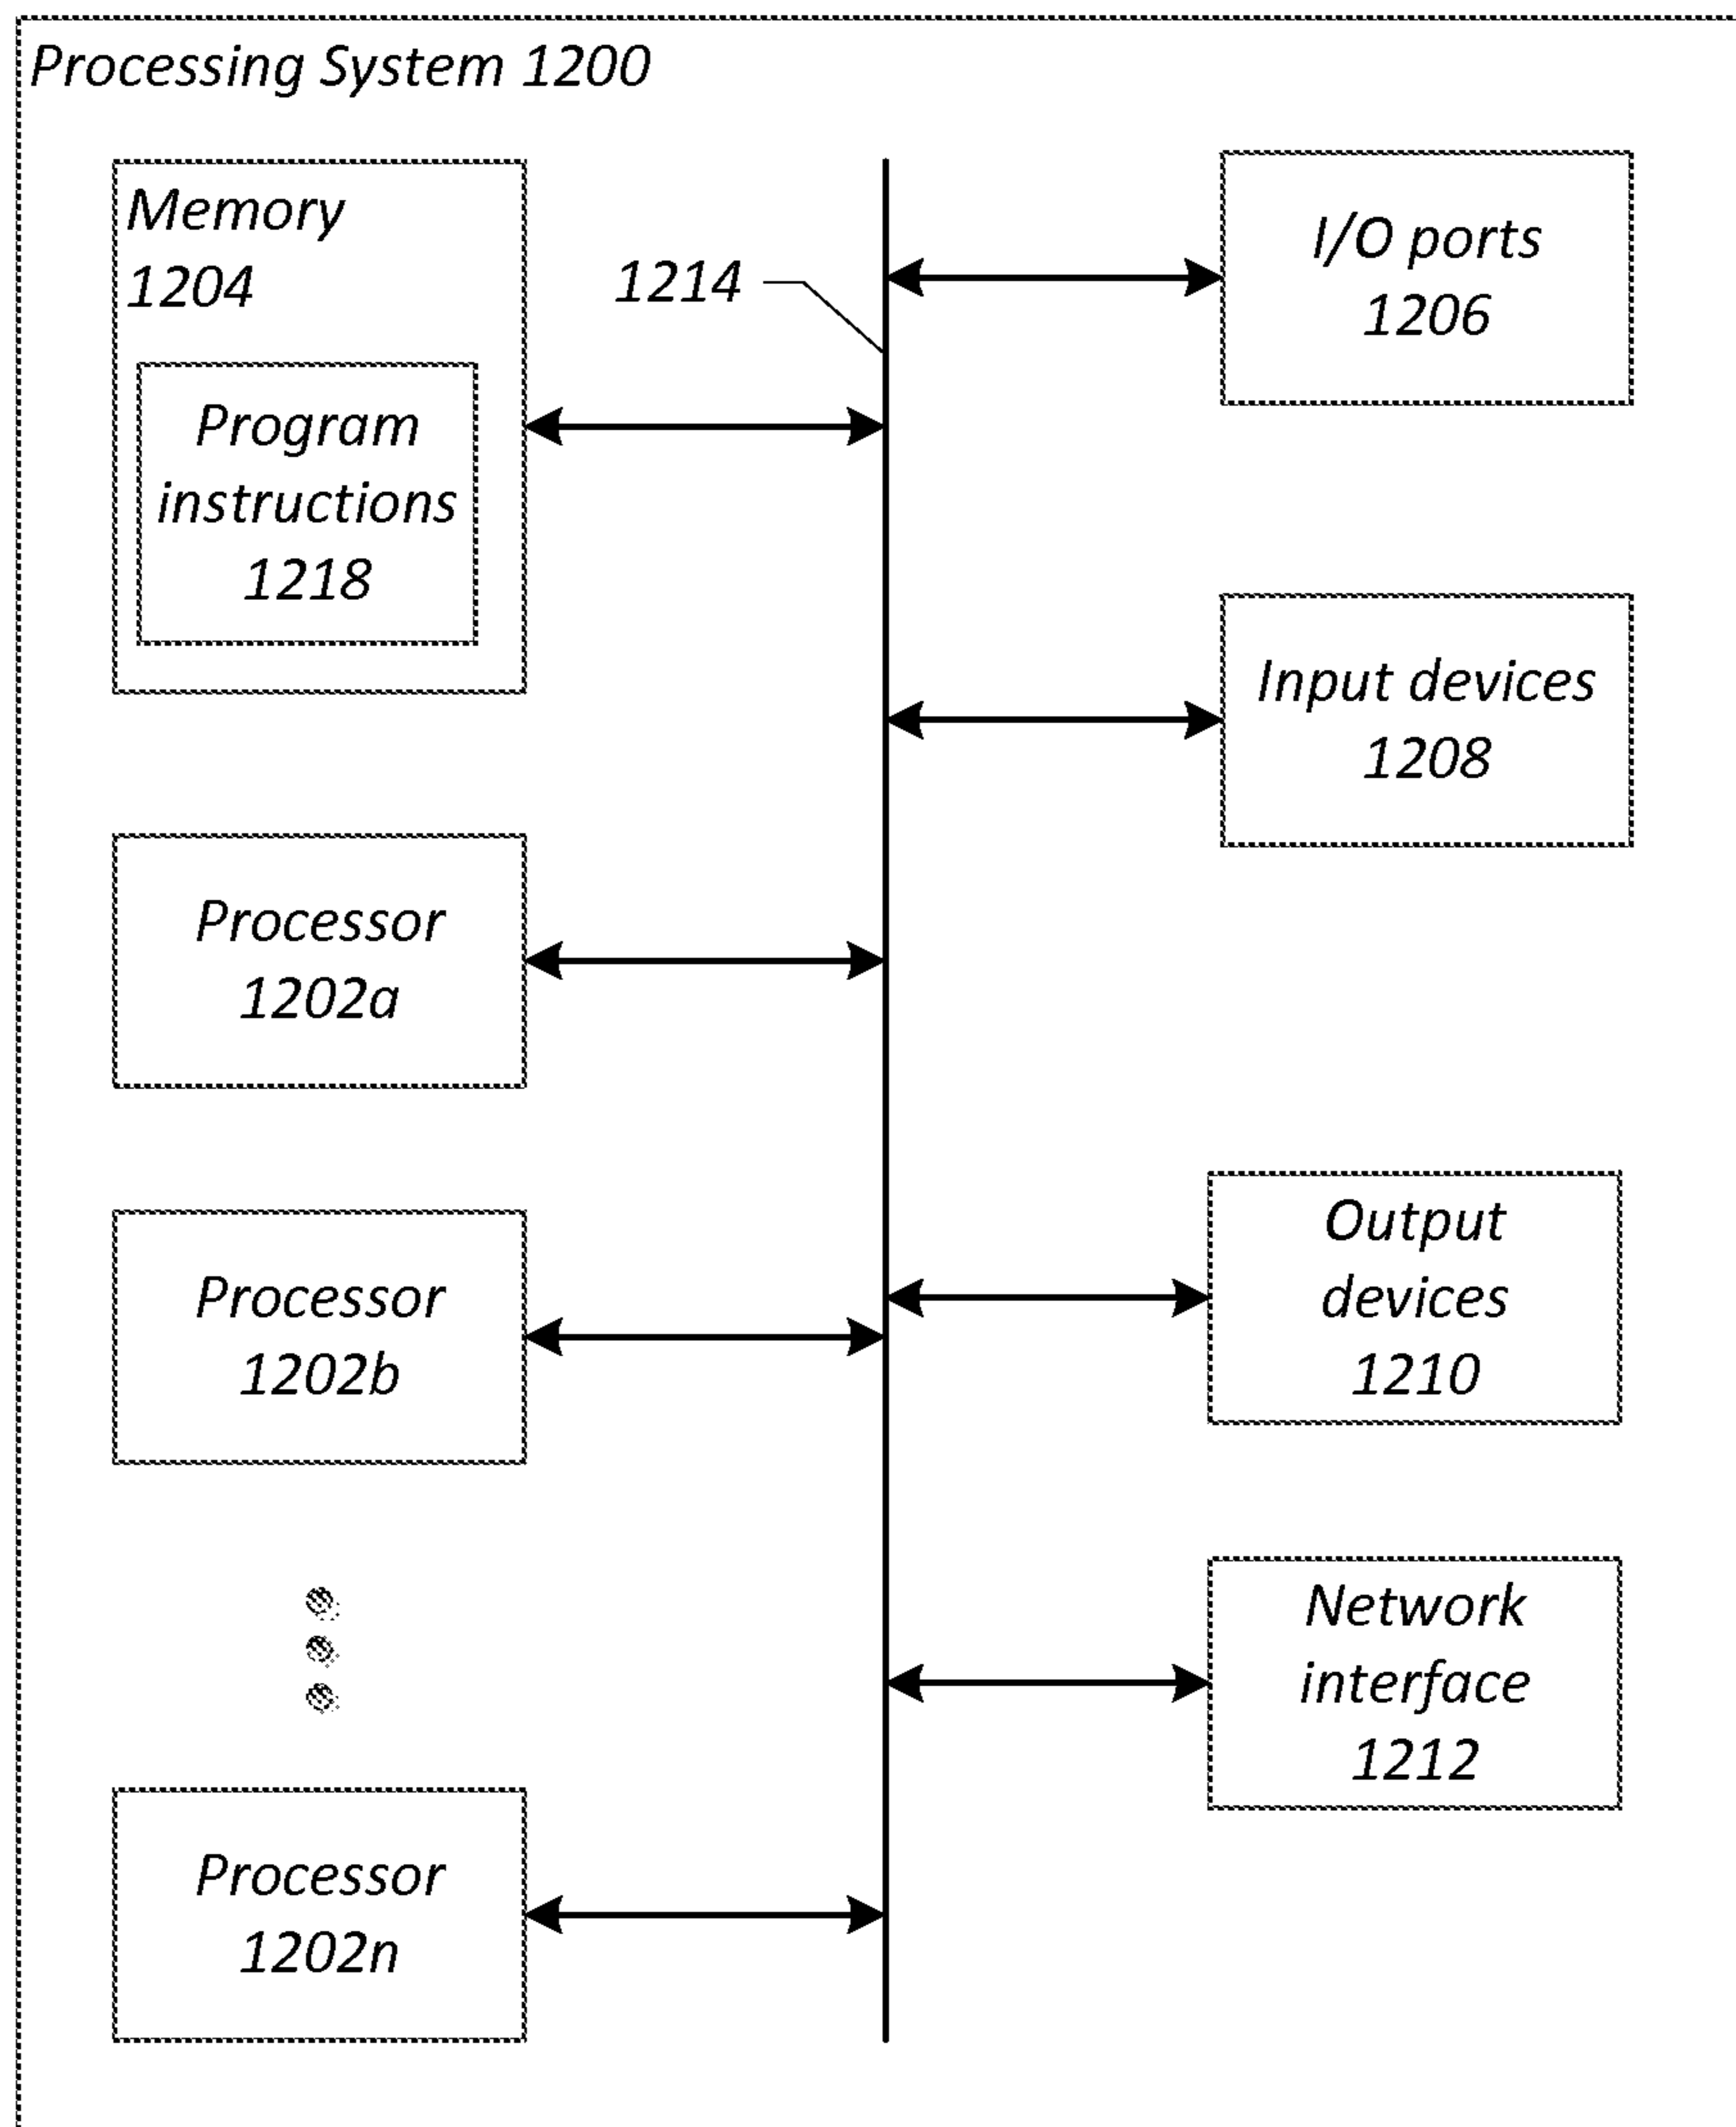 Processing System 1200
Memory
1204
Program
instructions
1218
1214
I/O ports
1206
Input devices
1208
Processor
1202a
Processor
1202b
Output
devices
1210
Network
interface
1212
Processor
1202n